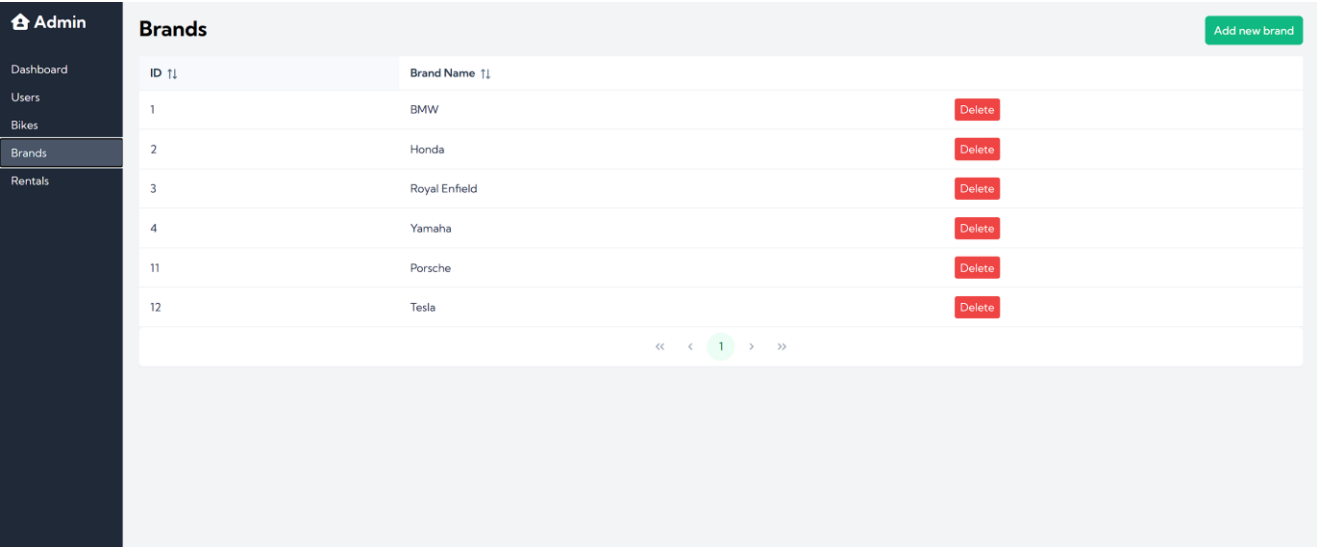 Admin
Dashboard
Users
Bikes
Brands
Rentals
Brands
Add new brand
ID Brand Name
1 BMW Delete
2 Honda Delete
3 Royal Enfield Delete
4 Yamaha Delete
11 Porsche Delete
12 Tesla Delete
« ‹ 1 › »